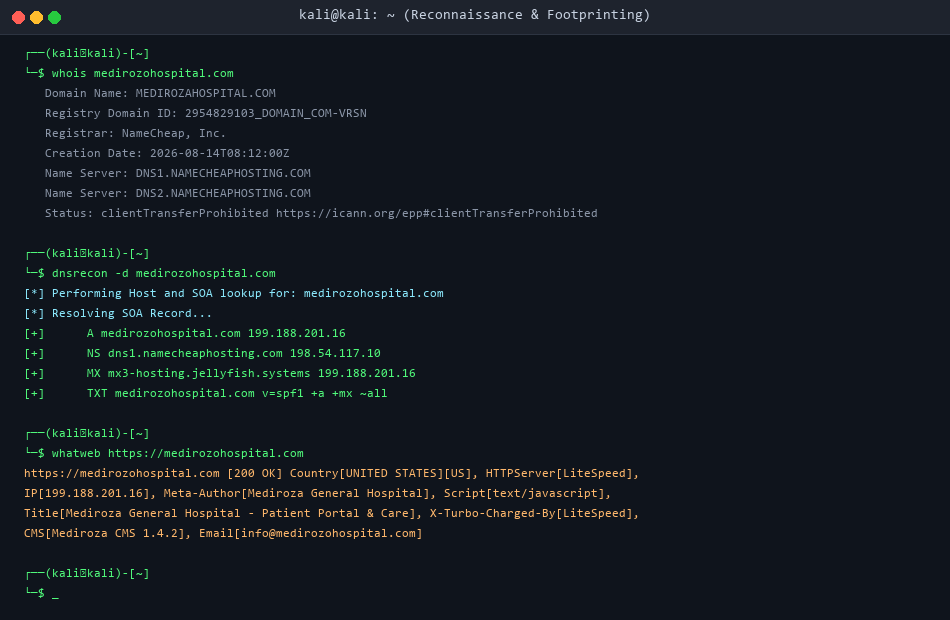 kali@kali: ~ (Reconnaissance & Footprinting)
┌──(kali㉿kali)-[~]
└─$ whois medirozohospital.com
Domain Name: MEDIROZAHOSPITAL.COM
Registry Domain ID: 2954829103_DOMAIN_COM-VRSN
Registrar: NameCheap, Inc.
Creation Date: 2026-08-14T08:12:00Z
Name Server: DNS1.NAMECHEAPHOSTING.COM
Name Server: DNS2.NAMECHEAPHOSTING.COM
Status: clientTransferProhibited https://icann.org/epp#clientTransferProhibited
┌──(kali㉿kali)-[~]
└─$ dnsrecon -d medirozohospital.com
[*] Performing Host and SOA lookup for: medirozohospital.com
[*] Resolving SOA Record...
[+]      A medirozohospital.com 199.188.201.16
[+]      NS dns1.namecheaphosting.com 198.54.117.10
[+]      MX mx3-hosting.jellyfish.systems 199.188.201.16
[+]      TXT medirozohospital.com v=spf1 +a +mx ~all
┌──(kali㉿kali)-[~]
└─$ whatweb https://medirozohospital.com
https://medirozohospital.com [200 OK] Country[UNITED STATES][US], HTTPServer[LiteSpeed],
IP[199.188.201.16], Meta-Author[Mediroza General Hospital], Script[text/javascript],
Title[Mediroza General Hospital - Patient Portal & Care], X-Turbo-Charged-By[LiteSpeed],
CMS[Mediroza CMS 1.4.2], Email[info@medirozohospital.com]
┌──(kali㉿kali)-[~]
└─$ _